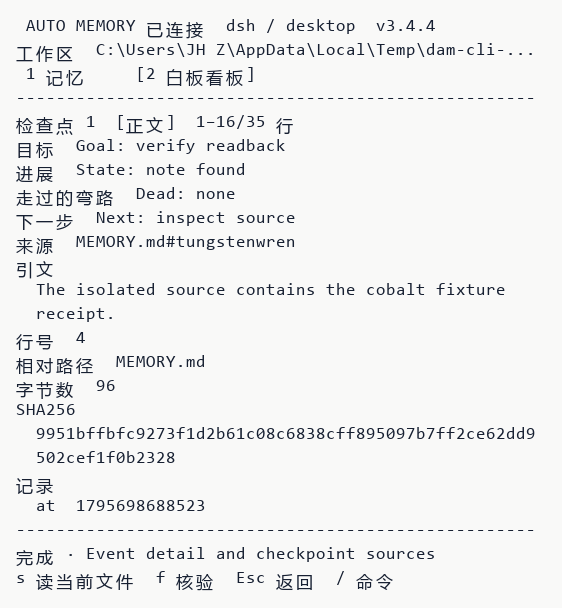 AUTO MEMORY 已连接  dsh / desktop  v3.4.4
工作区  C:\Users\JH Z\AppData\Local\Temp\dam-cli-...
1 记忆     [2 白板看板]
----------------------------------------------------
检查点 1  [正文]  1–16/35 行
目标  Goal: verify readback
进展  State: note found
走过的弯路  Dead: none
下一步  Next: inspect source
来源  MEMORY.md#tungstenwren
引文
The isolated source contains the cobalt fixture
receipt.
行号  4
相对路径  MEMORY.md
字节数  96
SHA256
9951bffbfc9273f1d2b61c08c6838cff895097b7ff2ce62dd9
502cef1f0b2328
记录
at  1795698688523
----------------------------------------------------
完成 · Event detail and checkpoint sources
s 读当前文件  f 核验  Esc 返回  / 命令